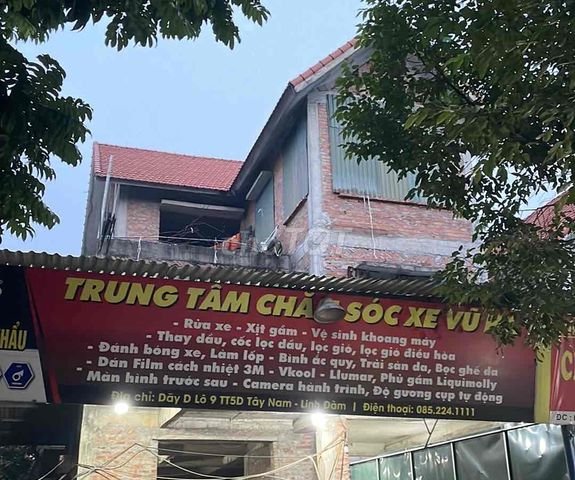 TRUNG TÂM CHĂM SÓC XE VŨ
- Rửa xe - Xịt gầm - Vệ sinh khoang máy
- Thay dầu, cốc lọc dầu, lọc gió, lọc gió điều hòa
- Đánh bóng xe, Làm lốp - Bình ắc quy, Trải sàn da, Bọc ghế da
- Dán Film cách nhiệt 3M - Vkool - Llumar, Phủ gầm Liquimolly
Màn hình trước sau - Camera hành trình, Độ gương cụp tự động
Địa chỉ: Dãy D Lô 9 TT5D Tây Nam - Linh Đàm | Điện thoại: 085.224.1111
KHẨU
ĐC: